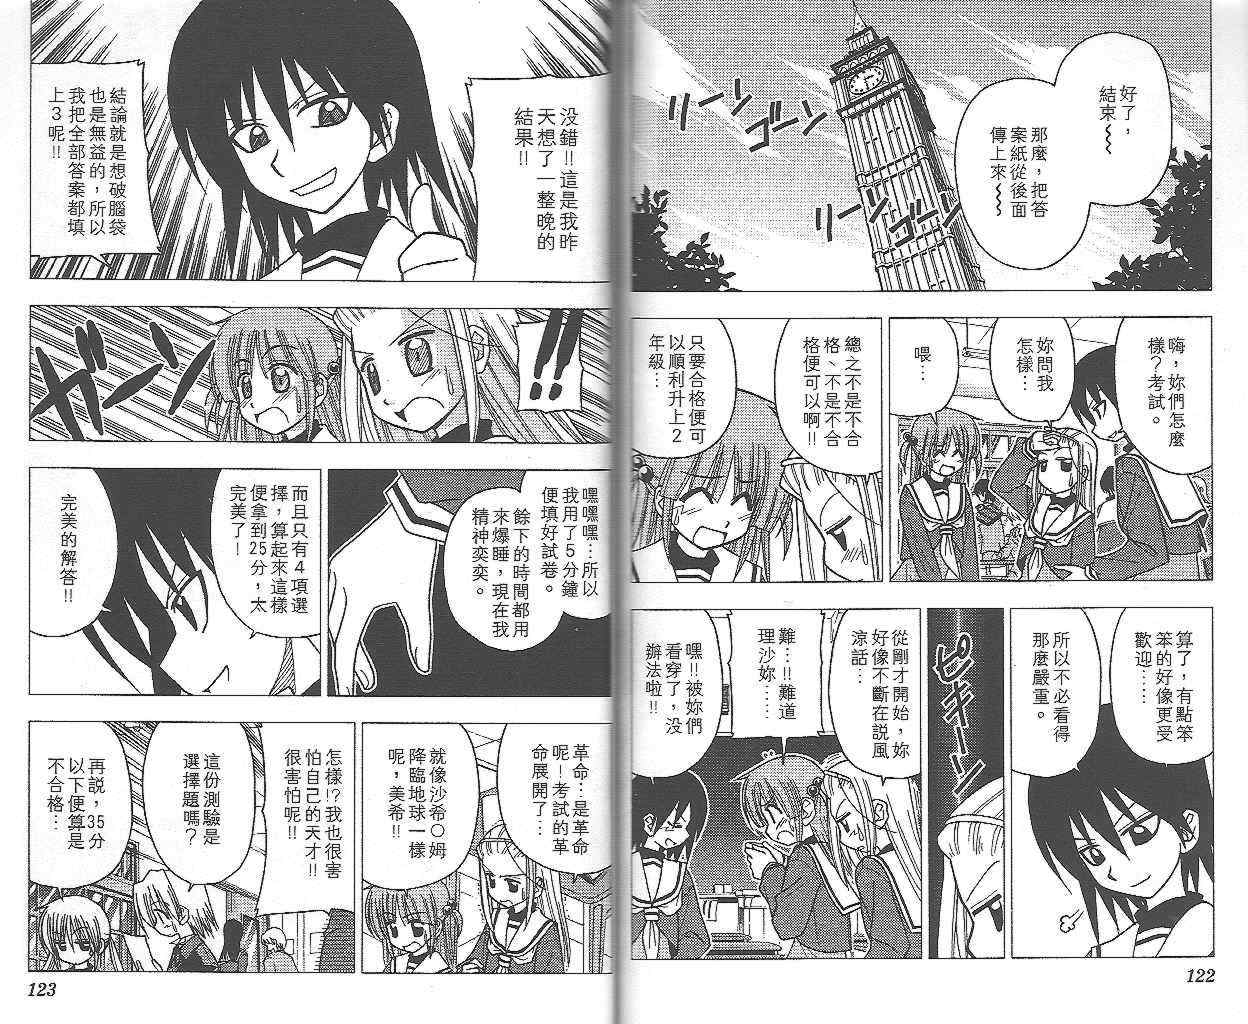 好了，
結束～
那麼，把答
案紙從後面
傳上來～
リーン
ゴーン
リーン
ゴーン
嗨，妳們怎麼
樣？考試。
妳問我
怎樣…
喂…
總之不是不合
格、不是不合
格便可以啊!!
只要合格便可
以順利升上2
年級…
算了，有點笨
笨的好像更受
歡迎……
所以不必看得
那麼嚴重。
ピキーッ
從剛才開始，妳
好像不斷在說風
涼話…
難…!!難道
理沙妳……
嘿!!被妳們
看穿了，没
辦法啦!!
122
没錯!!這是我昨
天想了一整晚的
結果!!
結論就是想破腦袋
也是無益的，所以
我把全部答案都填
上3呢!!
!!!
ガーン
嘿嘿嘿…所以
我用了5分鐘
便填好試卷。
餘下的時間都用
來爆睡，現在我
精神奕奕。
而且只有4項選
擇，算起來這樣
便拿到25分，太
完美了！
完美的解答!!
革命…是革命
呢！考試的革
命展開了…
就像沙希〇姆
降臨地球一樣
呢，美希!!
怎樣!?我也很害
怕自己的天才!!
很害怕呢!!
這份測驗是
選擇題嗎？
再說，35分
以下便算是
不合格…
123